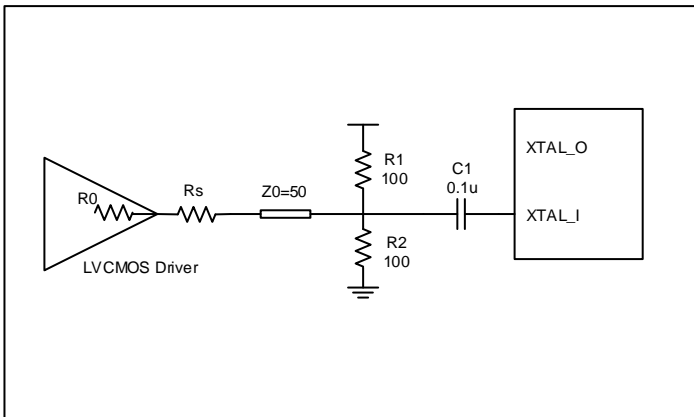 XTAL_O
R1
100
C1
0.1u
R0
Rs
Z0=50
XTAL_I
R2
100
LVCMOS Driver